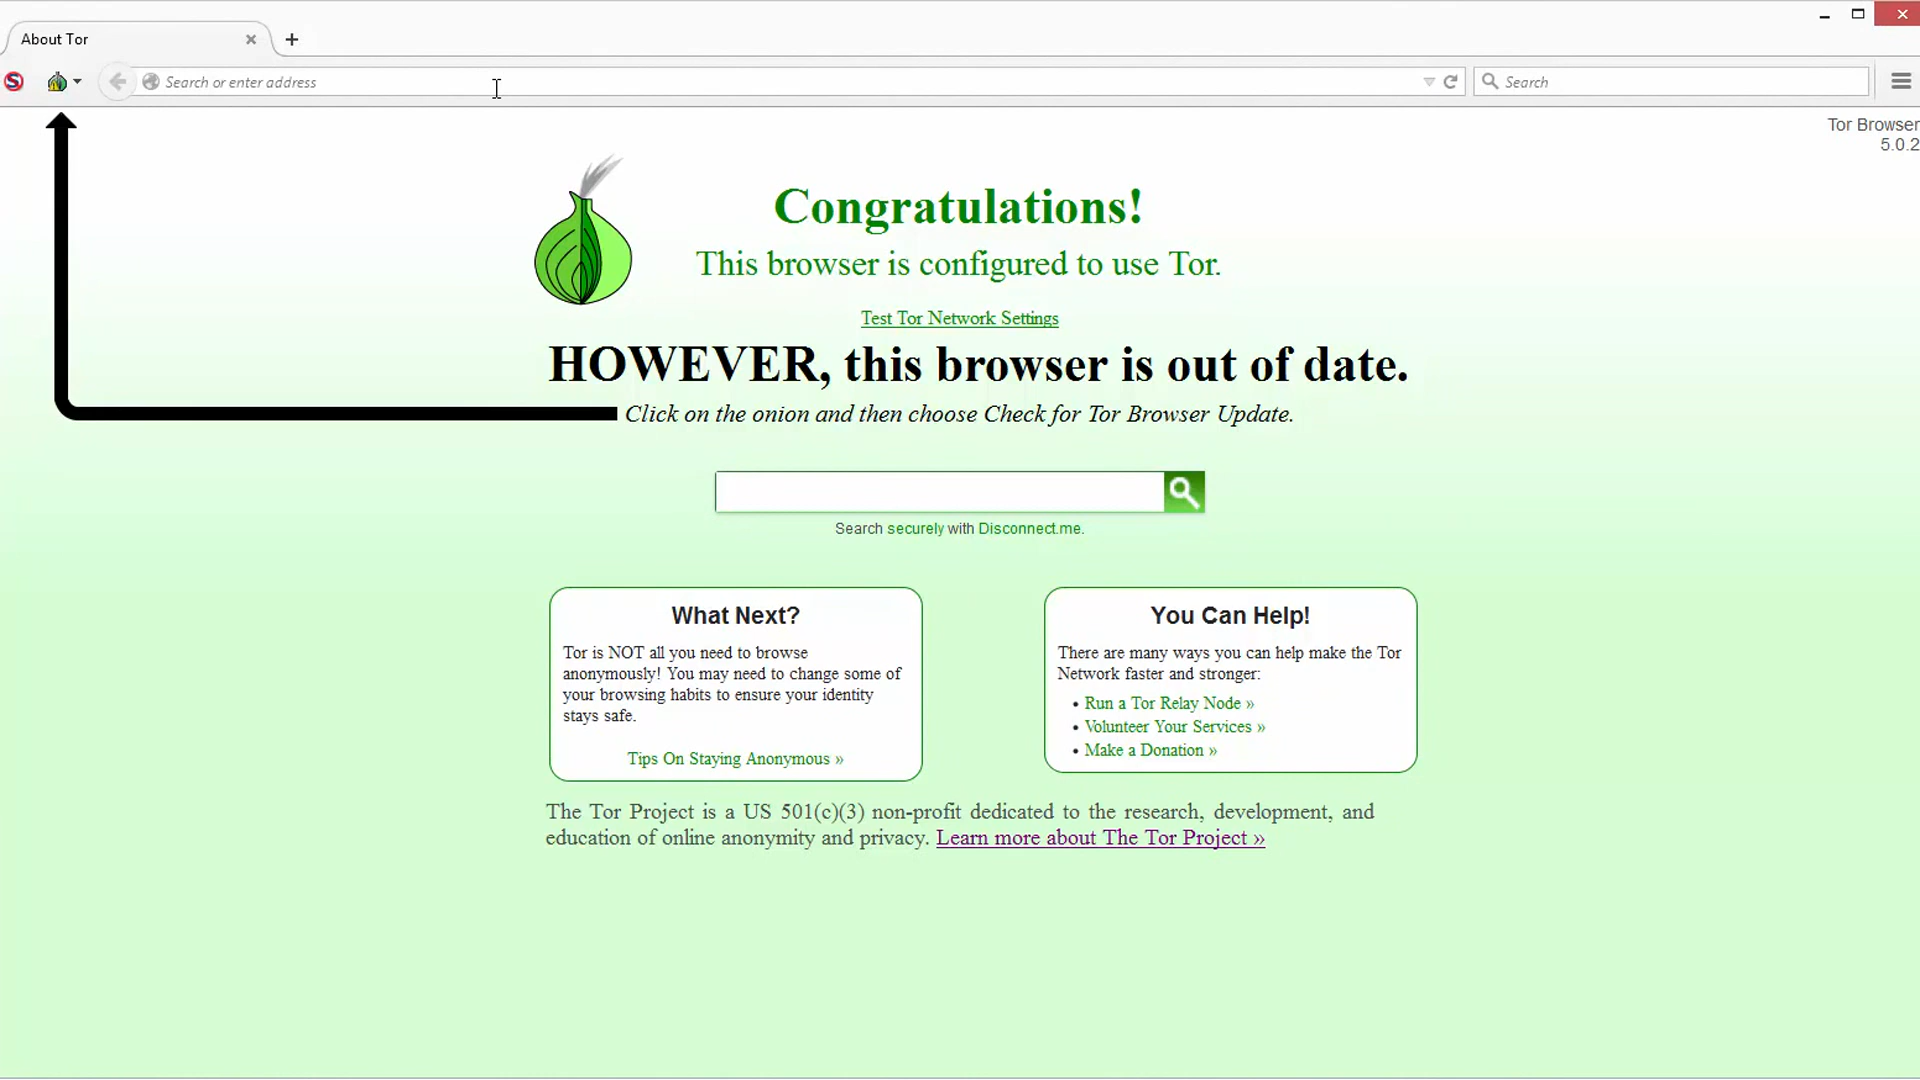 About Tor
Search or enter address
Search
Tor Browser
5.0.2
Congratulations!
This browser is configured to use Tor.
Test Tor Network Settings
HOWEVER, this browser is out of date.
Click on the onion and then choose Check for Tor Browser Update.
Search securely with Disconnect.me.
What Next?
Tor is NOT all you need to browse
anonymously! You may need to change some of
your browsing habits to ensure your identity
stays safe.
Tips On Staying Anonymous »
You Can Help!
There are many ways you can help make the Tor
Network faster and stronger:
• Run a Tor Relay Node »
• Volunteer Your Services »
• Make a Donation »
The Tor Project is a US 501(c)(3) non-profit dedicated to the research, development, and
education of online anonymity and privacy. Learn more about The Tor Project »